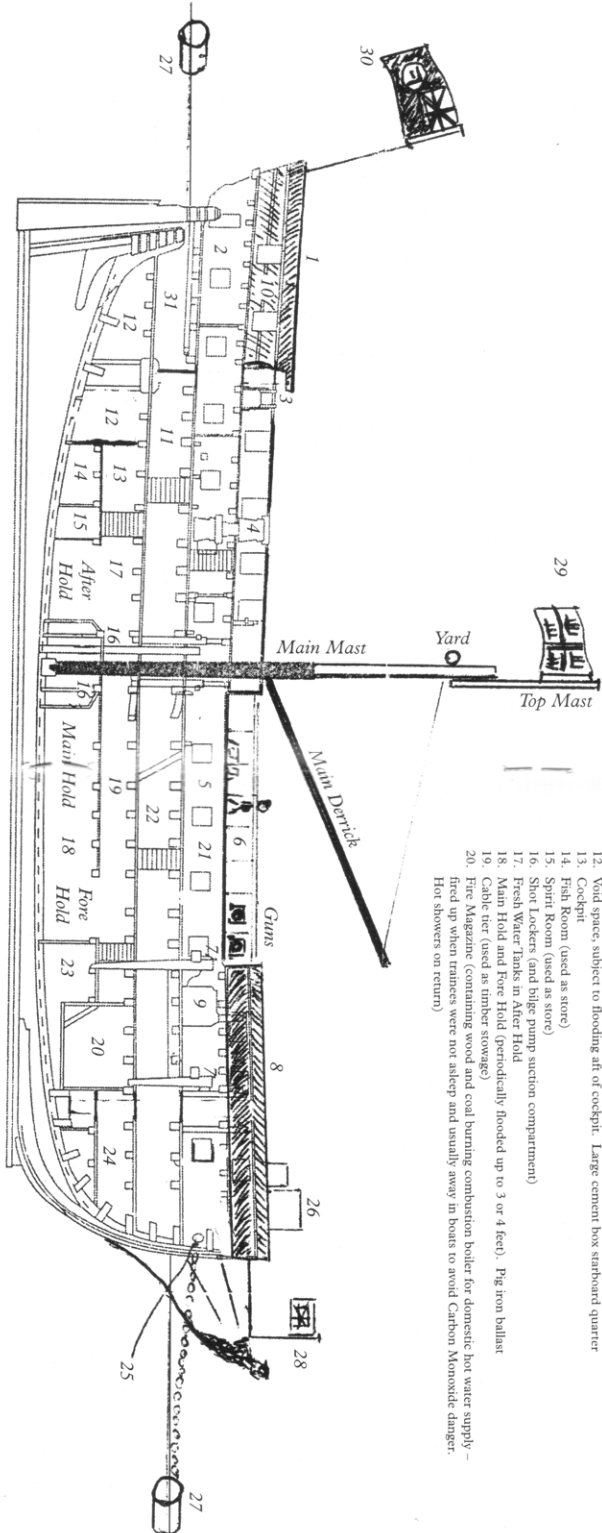 12. Void space, subject to flooding aft of cockpit. Large cement box starboard quarter
13. Cockpit
14. Fish Room (used as store)
15. Spirit Room (used as store)
16. Shot Lockers (and bilge pump suction compartment)
17. Fresh Water Tanks in After Hold
18. Main Hold and Fore Hold (periodically flooded up to 3 or 4 feet). Pig iron ballast
19. Cable tier (used as timber stowage)
20. Fire Magazine (containing wood and coal burning combustion boiler for domestic hot water supply –
fired up when trainees were not asleep and usually away in boats to avoid Carbon Monoxide danger.
Hot showers on return)
29
Top Mast
Yard
30
Main Mast
Main Derrick
27
1
3
Guns
8
26
28
2
10
4
6
5
21
7
9
7
31
11
22
12
12
13
17
16
19
14
15
After
Hold
16
Main Hold
18
Fore
Hold
23
20
24
25
27